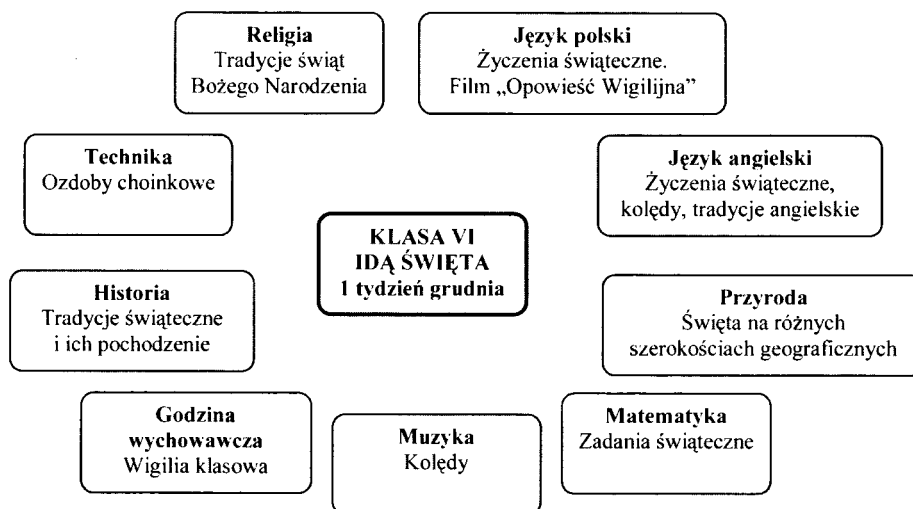 Religia
Tradycje świąt
Bożego Narodzenia
Język polski
Życzenia świąteczne.
Film „Opowieść Wigilijna”
Technika
Ozdoby choinkowe
Język angielski
Życzenia świąteczne,
kolędy, tradycje angielskie
KLASA VI
IDĄ ŚWIĘTA
1 tydzień grudnia
Historia
Tradycje świąteczne
i ich pochodzenie
Przyroda
Święta na różnych
szerokościach geograficznych
Godzina
wychowawcza
Wigilia klasowa
Muzyka
Kolędy
Matematyka
Zadania świąteczne